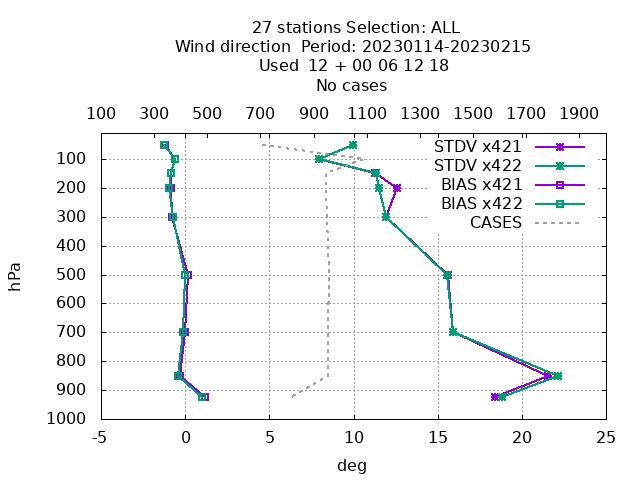 27 stations Selection: ALL
Wind direction  Period: 20230114-20230215
Used  12 + 00 06 12 18
No cases
100 300 500 700 900 1100 1300 1500 1700 1900
STDV x421
STDV x422
BIAS x421
BIAS x422
CASES
100
200
300
400
500
600
700
800
900
1000
hPa
-5 0 5 10 15 20 25
deg